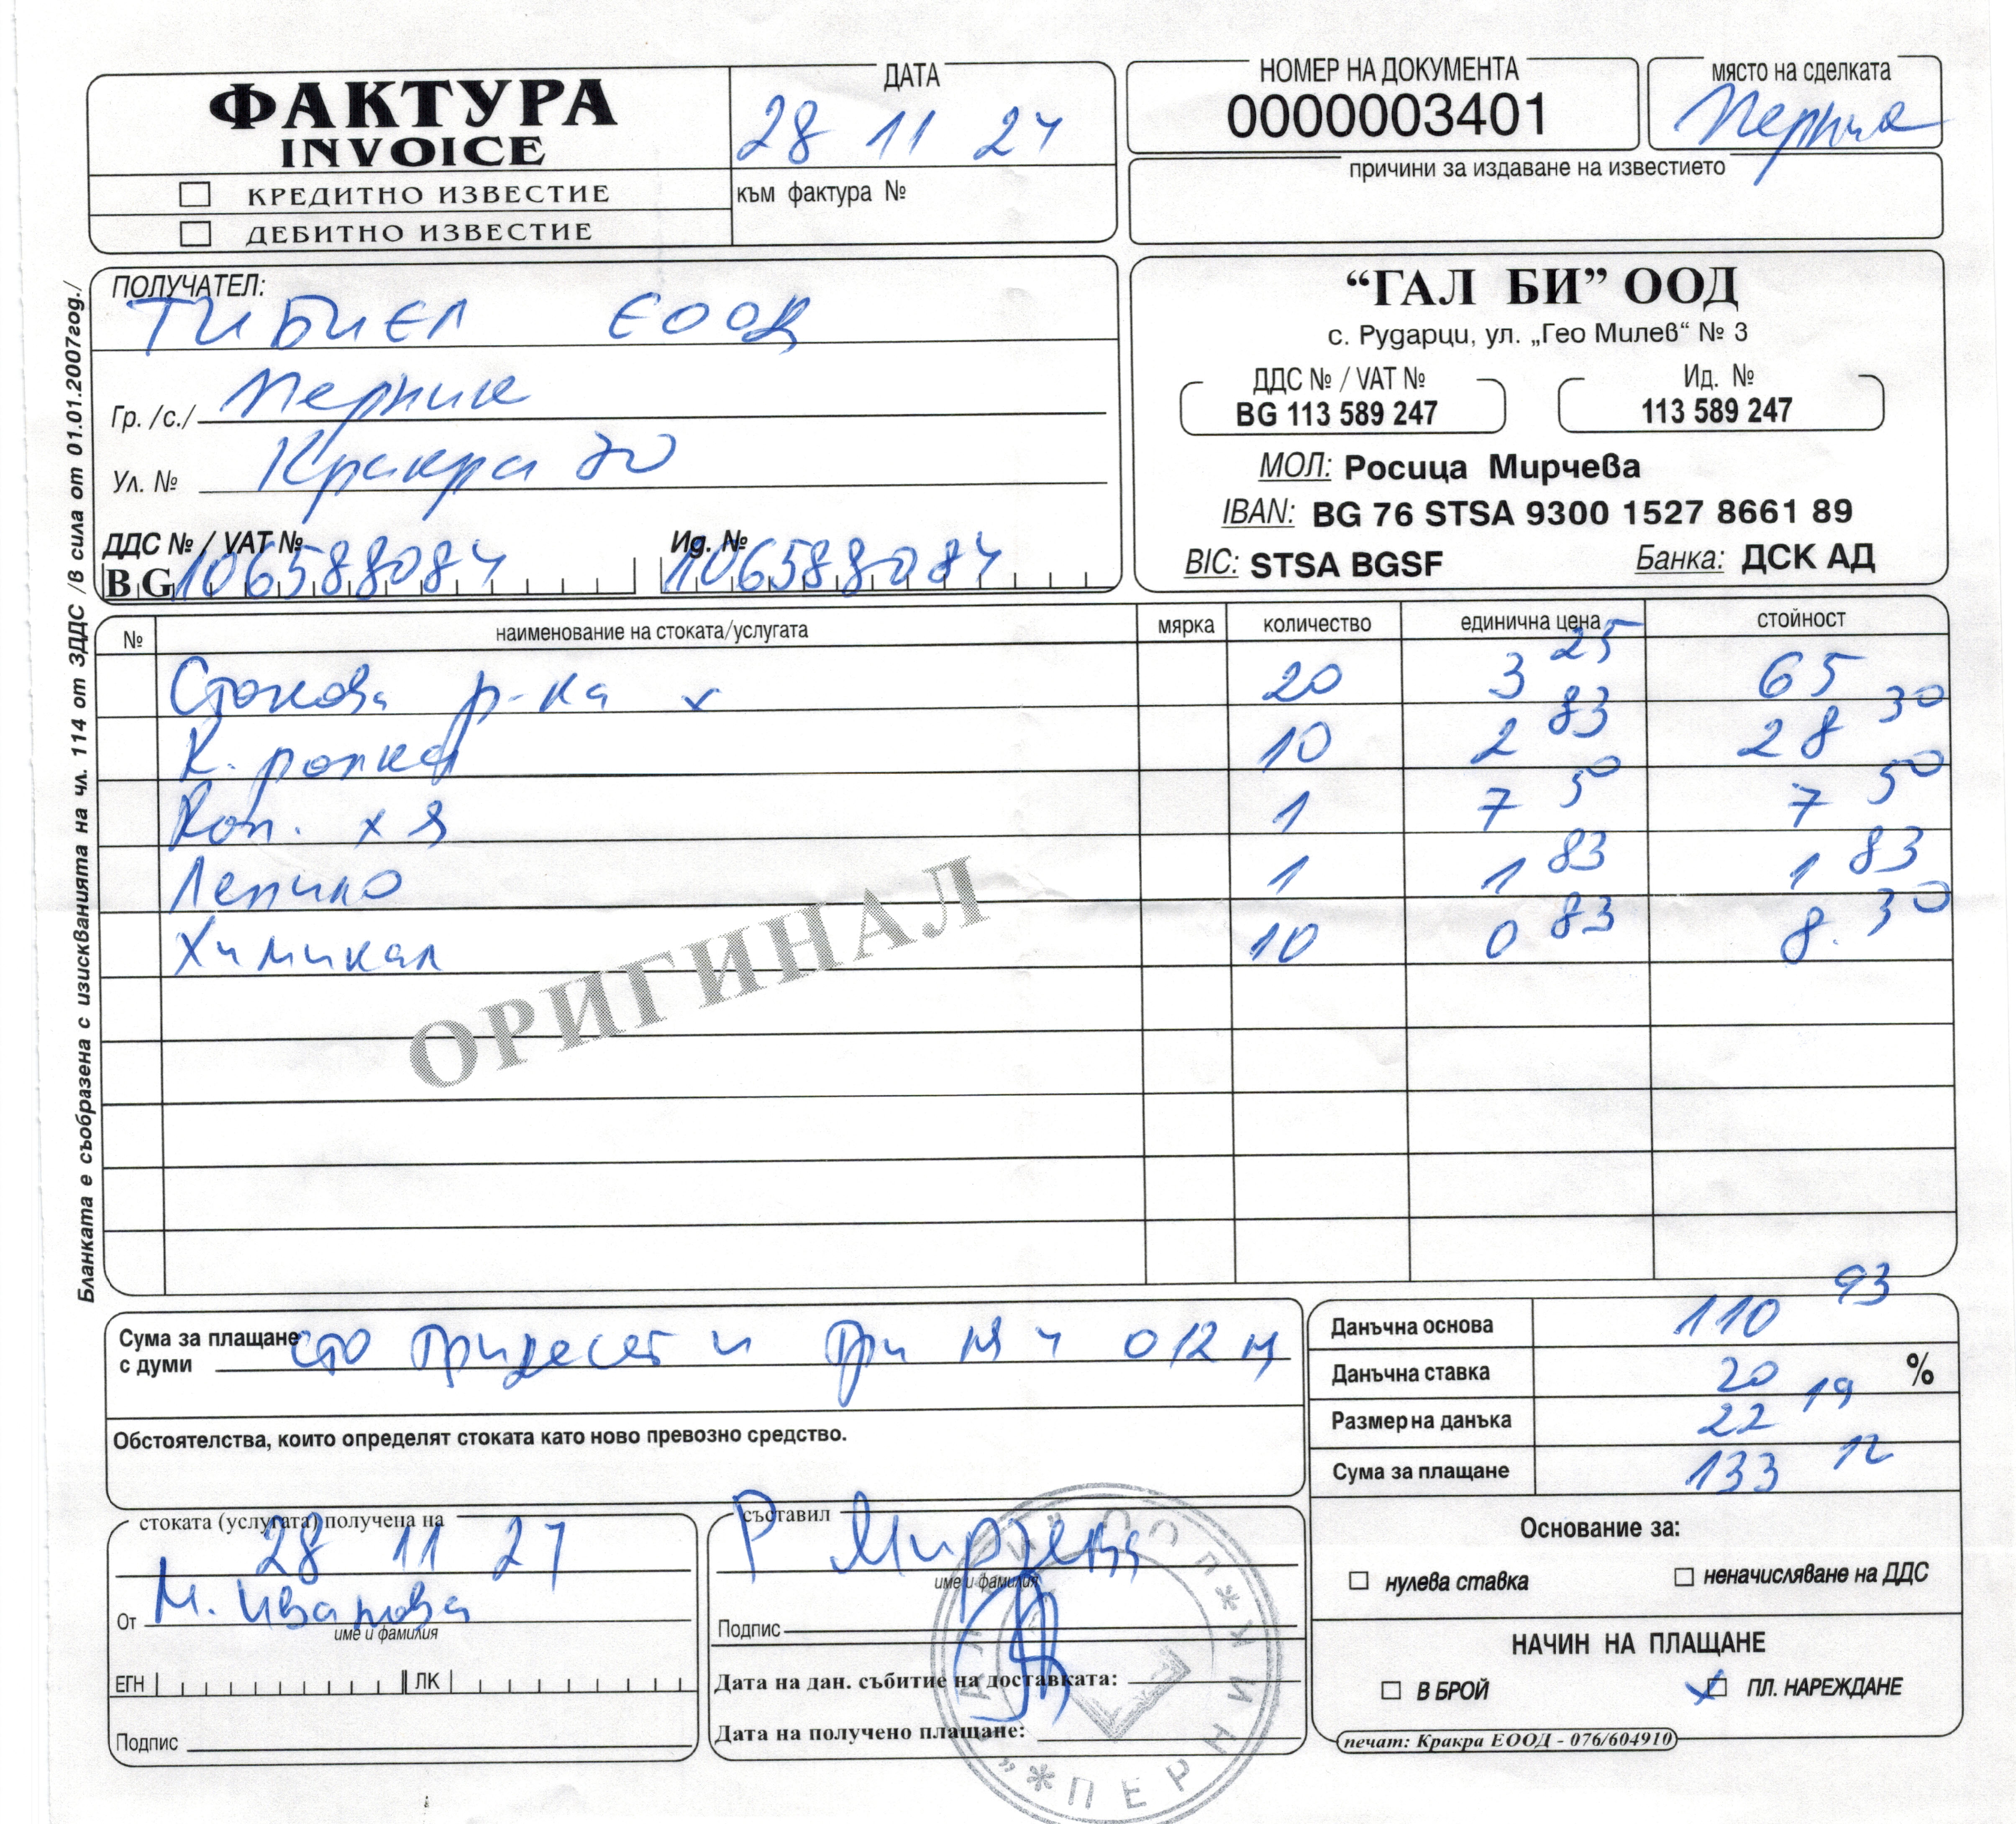 ФАКТУРА
INVOICE
КРЕДИТНО ИЗВЕСТИЕ
ДЕБИТНО ИЗВЕСТИЕ
ДАТА
28 11 24
към фактура №
НОМЕР НА ДОКУМЕНТА
0000003401
място на сделката
Перник
причини за издаване на известието
ПОЛУЧАТЕЛ:
ТИБИЕЛ ЕООД
Гр. /с./ Перник
Ул. № Кракра
ДДС № / VAT №
BG 106588084
Ид. №
106588084
“ГАЛ БИ” ООД
с. Рударци, ул. „Гео Милев“ № 3
ДДС № / VAT №
BG 113 589 247
Ид. №
113 589 247
МОЛ: Росица Мирчева
IBAN: BG 76 STSA 9300 1527 8661 89
BIC: STSA BGSF Банка: ДСК АД
Бланката е съобразена с изискванията на чл. 114 от ЗДДС /в сила от 01.01.2007год./
№ наименование на стоката/услугата мярка количество единична цена стойност
Стокова р-ка х 20 3 25 65
К. ролка 10 2 83 28 30
Коп. х я 1 7 50 7 50
Лепило 1 1 83 1 83
Химикал 10 0 83 8. 30
ОРИГИНАЛ
Сума за плащане
с думи сто тридесет и три лв и 012 лв
Обстоятелства, които определят стоката като ново превозно средство.
Данъчна основа 110 93
Данъчна ставка 20 %
Размер на данъка 22 19
Сума за плащане 133 12
стоката (услугата) получена на
28 11 24
От М. Иванова
име и фамилия
ЕГН ЛК
Подпис
съставил
Р Мирчева
име и фамилия
Подпис
Дата на дан. събитие на доставката:
Дата на получено плащане:
ПЕРНИК
Основание за:
нулева ставка неначисляване на ДДС
НАЧИН НА ПЛАЩАНЕ
В БРОЙ ПЛ. НАРЕЖДАНЕ
печат: Кракра ЕООД - 076/604910